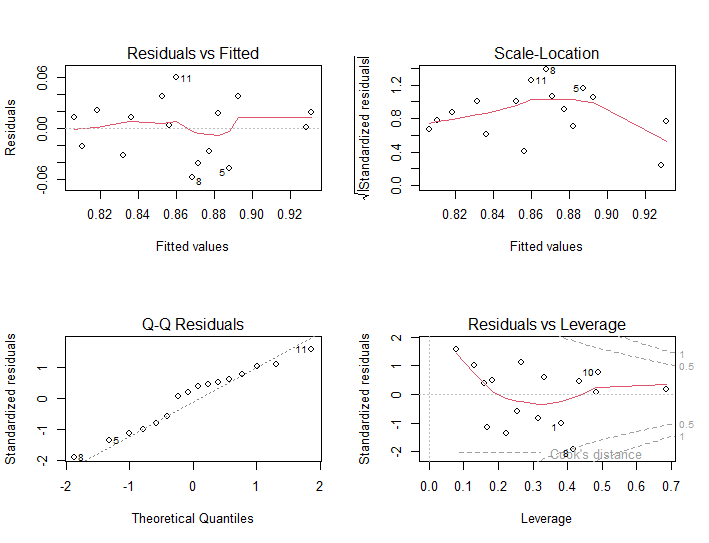 Residuals vs Fitted
Residuals
0.06
0.00
-0.06
11
5
8
0.82 0.84 0.86 0.88 0.90 0.92
Fitted values
Scale-Location
√|Standardized residuals|
1.2
0.8
0.4
0.0
8
11
5
0.82 0.84 0.86 0.88 0.90 0.92
Fitted values
Q-Q Residuals
Standardized residuals
1
0
-1
-2
11
5
8
-2 -1 0 1 2
Theoretical Quantiles
Residuals vs Leverage
Standardized residuals
2
1
0
-1
-2
10
1
8
Cook's distance
1
0.5
0.5
1
0.0 0.1 0.2 0.3 0.4 0.5 0.6 0.7
Leverage